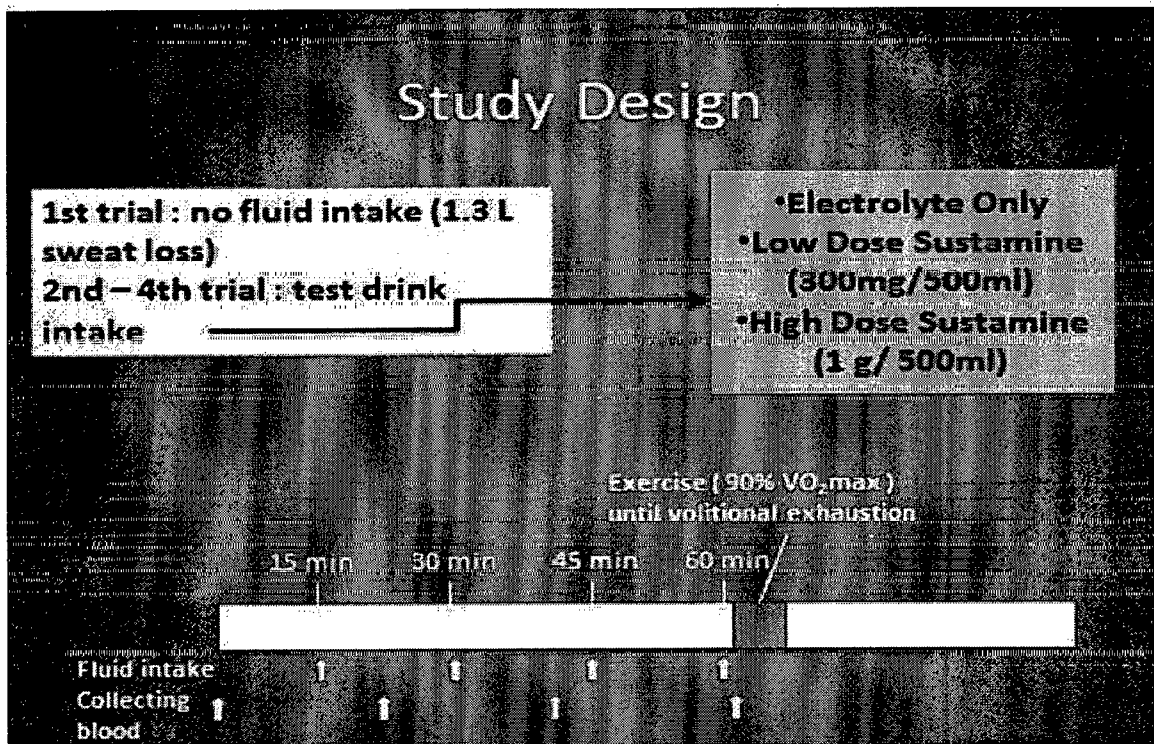 Study Design
1st trial : no fluid intake (1.3 L
sweat loss)
2nd – 4th trial : test drink
intake
•Electrolyte Only
•Low Dose Sustamine
(300mg/500ml)
•High Dose Sustamine
(1 g/ 500ml)
Exercise ( 90% VO₂max )
until volitional exhaustion
15 min 30 min 45 min 60 min
Fluid intake
Collecting
blood